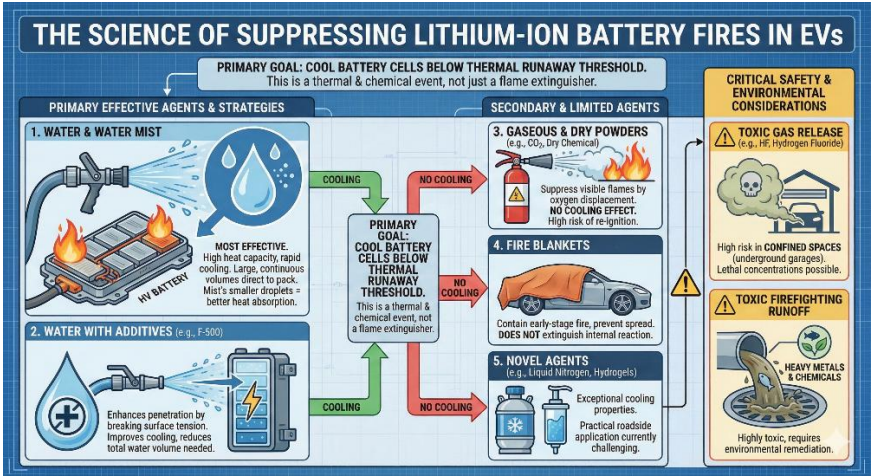 THE SCIENCE OF SUPPRESSING LITHIUM-ION BATTERY FIRES IN EVs
PRIMARY GOAL: COOL BATTERY CELLS BELOW THERMAL RUNAWAY THRESHOLD.
This is a thermal & chemical event, not just a flame extinguisher.
PRIMARY EFFECTIVE AGENTS & STRATEGIES
1. WATER & WATER MIST
HV BATTERY
MOST EFFECTIVE.
High heat capacity, rapid
cooling. Large, continuous
volumes direct to pack.
Mist's smaller droplets =
better heat absorption.
2. WATER WITH ADDITIVES (e.g., F-500)
Enhances penetration by
breaking surface tension.
Improves cooling, reduces
total water volume needed.
COOLING
COOLING
PRIMARY
GOAL:
COOL BATTERY
CELLS BELOW
THERMAL
RUNAWAY
THRESHOLD.
This is a thermal &
chemical event, not
a flame extinguisher.
NO COOLING
NO
COOLING
NO COOLING
SECONDARY & LIMITED AGENTS
3. GASEOUS & DRY POWDERS
(e.g., CO₂, Dry Chemical)
Suppress visible flames by
oxygen displacement.
NO COOLING EFFECT.
High risk of re-ignition.
4. FIRE BLANKETS
Contain early-stage fire, prevent spread.
DOES NOT extinguish internal reaction.
5. NOVEL AGENTS
(e.g., Liquid Nitrogen, Hydrogels)
Exceptional cooling
properties.
Practical roadside
application currently
challenging.
CRITICAL SAFETY &
ENVIRONMENTAL
CONSIDERATIONS
TOXIC GAS RELEASE
(e.g., HF, Hydrogen Fluoride)
High risk in CONFINED SPACES
(underground garages).
Lethal concentrations possible.
TOXIC FIREFIGHTING
RUNOFF
HEAVY METALS
& CHEMICALS
Highly toxic, requires
environmental remediation.